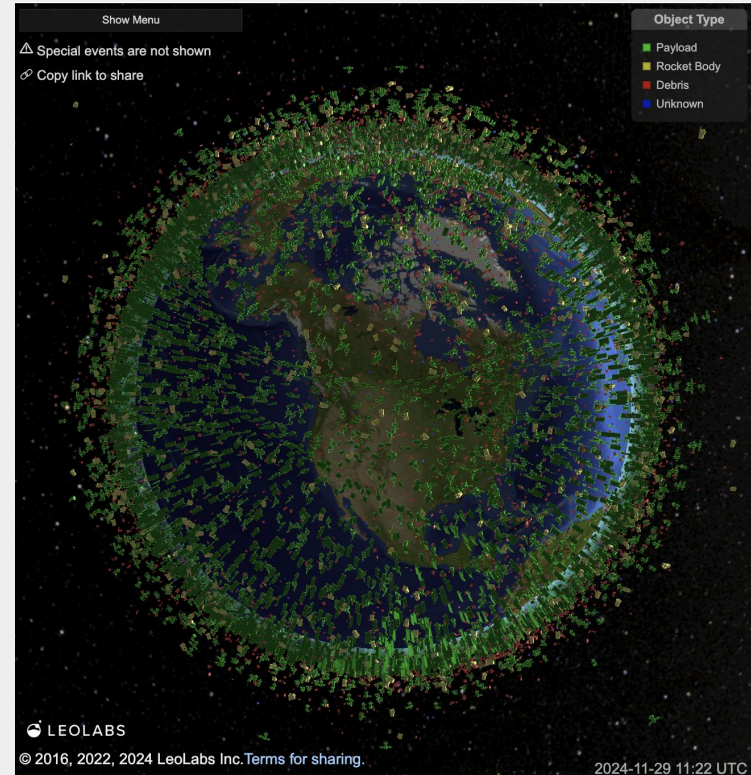 Show Menu
Special events are not shown
Copy link to share
Object Type
Payload
Rocket Body
Debris
Unknown
LEOLABS
© 2016, 2022, 2024 LeoLabs Inc.Terms for sharing.
2024-11-29 11:22 UTC